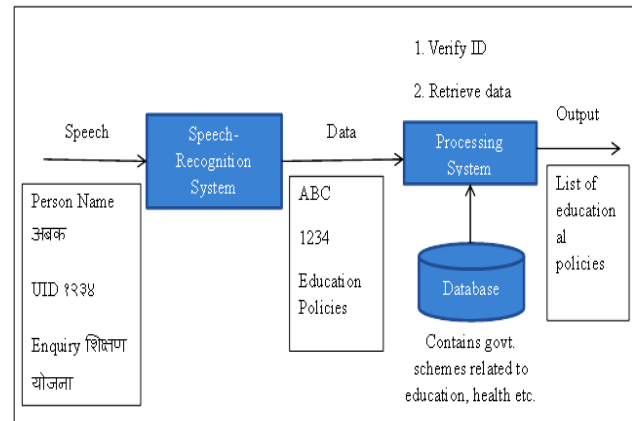 1. Verify ID
2. Retrieve data
Speech
Speech-
Recognition
System
Data
Processing
System
Output
Person Name
अबक
UID १२३४
Enquiry शिक्षण
योजना
ABC
1234
Education
Policies
List of
education
al
policies
Database
Contains govt.
schemes related to
education, health etc.